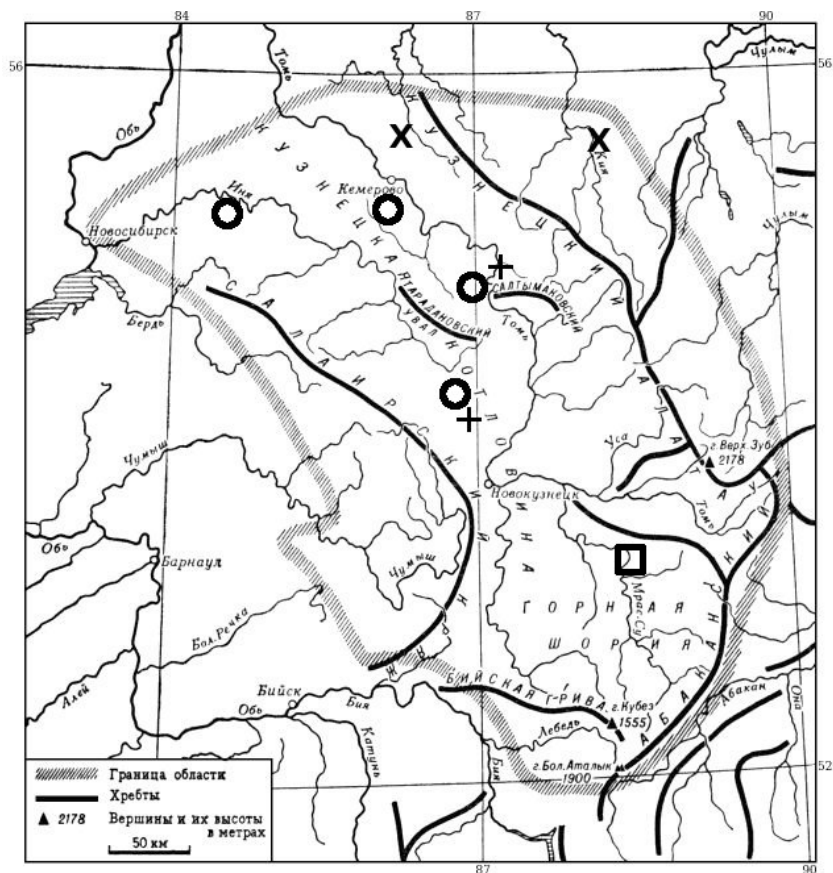 84
87
90
56
56
Томь
Чулым
Обь
X
X
Кия
КУЗНЕЦКИЙ АЛАТАУ
КУЗНЕЦКАЯ КОТЛОВИНА
Иня
Кемерово
Новосибирск
Чулым
САЛТЫМАКОВСКИЙ
ТАРАДАНОВСКИЙ
УВАЛ
Томь
Бердь
САЛАИРСКИЙ КРЯЖ
Чумыш
Уса
г. Верх. Зуб
2178
Новокузнецк
Томь
Обь
Барнаул
Чумыш
Мрас-Су
ГОРНАЯ
ШОРИЯ
АБАКАНСКИЙ
Бол. Речка
Алей
Бийск
Бия
Обь
Катунь
БИЙСКАЯ ГРИВА
г. Кубез
1555
Лебедь
Бия
Абакан
Она
г. Бол. Аталык
1900
52
Граница области
Хребты
2178 Вершины и их высоты
в метрах
50 км
87
90